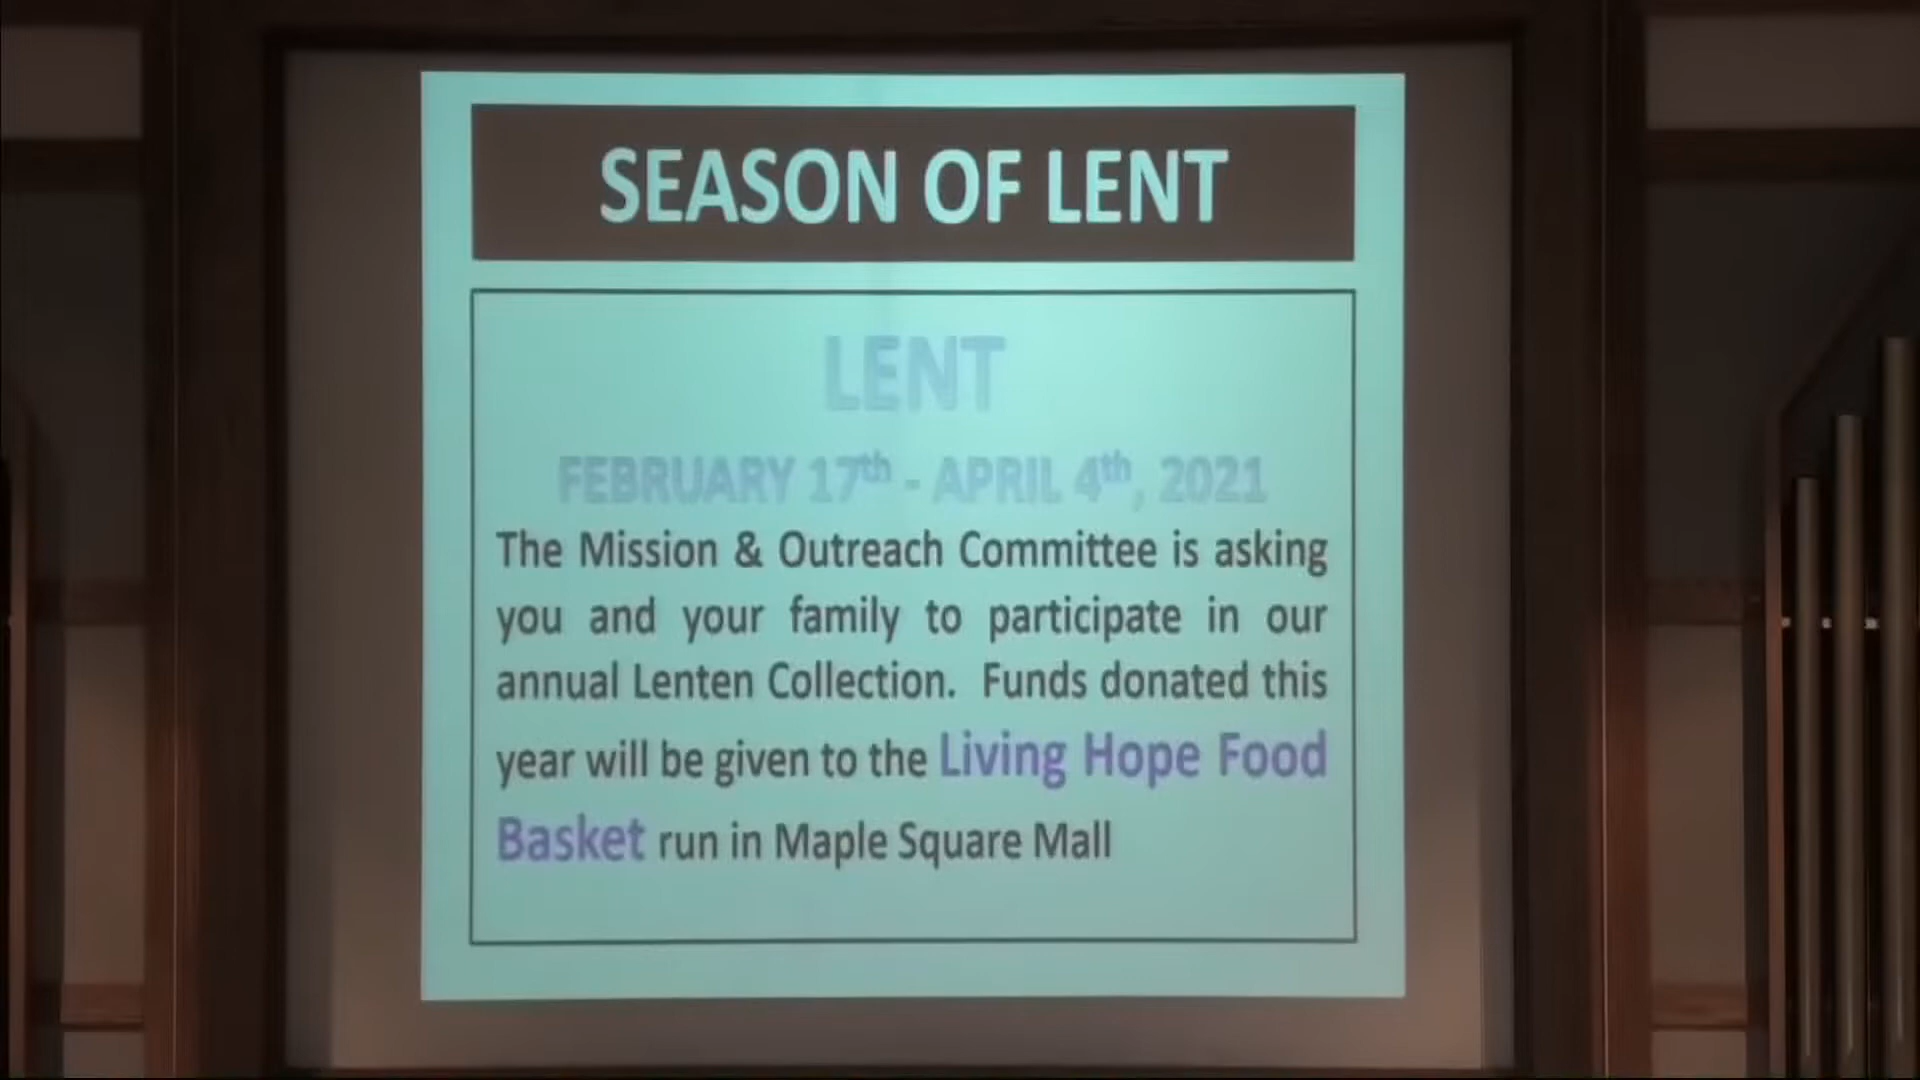 SEASON OF LENT
LENT
FEBRUARY 17th - APRIL 4th, 2021
The Mission & Outreach Committee is asking
you and your family to participate in our
annual Lenten Collection. Funds donated this
year will be given to the Living Hope Food
Basket run in Maple Square Mall